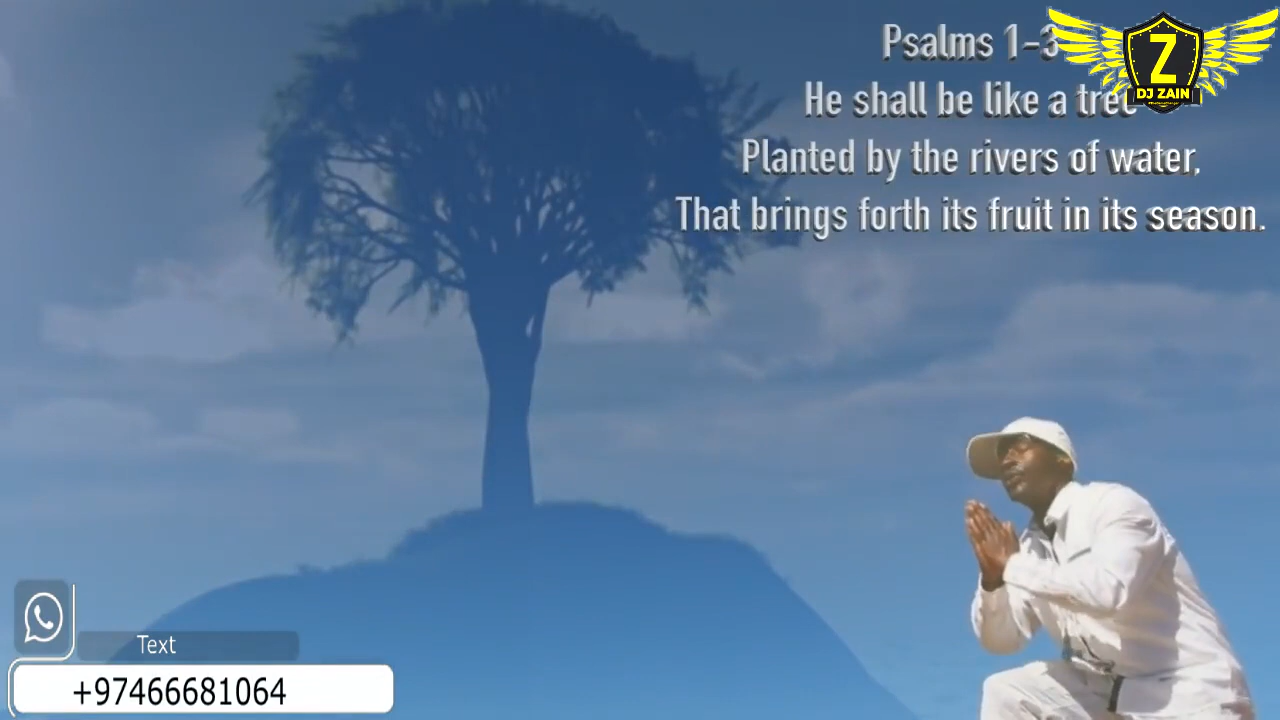 Psalms 1-3
He shall be like a tree
Planted by the rivers of water,
That brings forth its fruit in its season.
Z
DJ ZAIN
Text
+97466681064